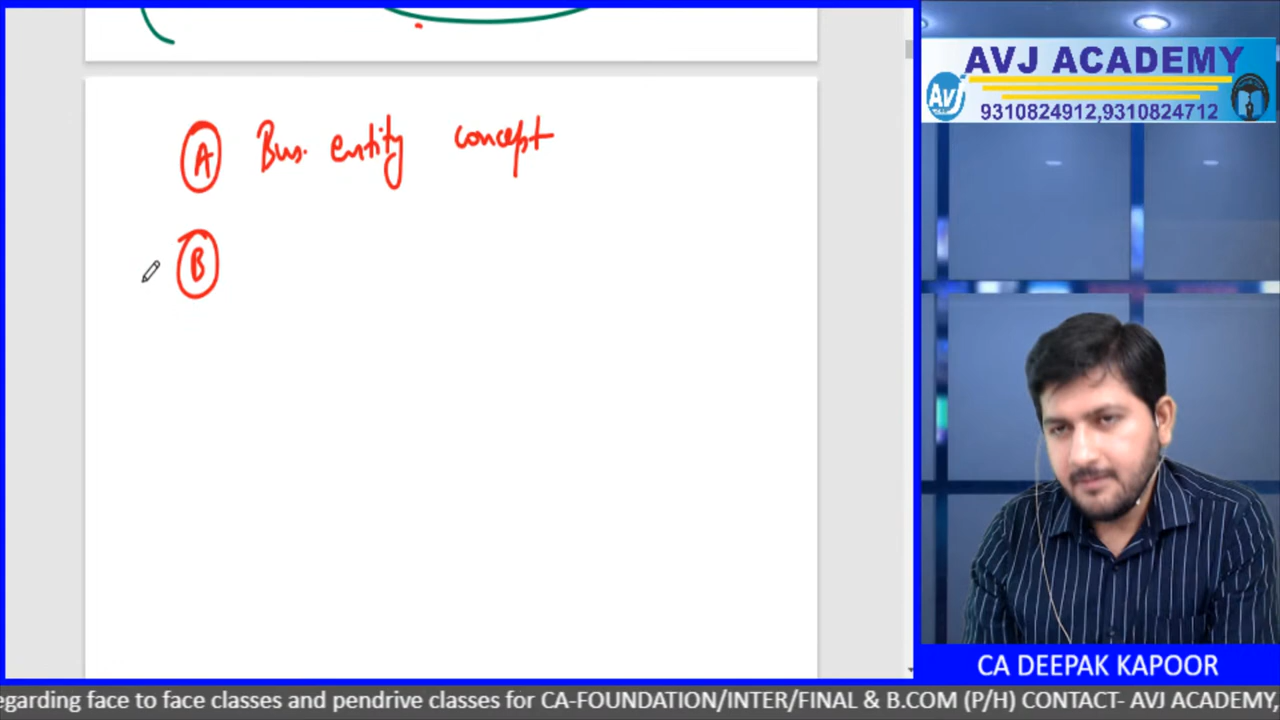 A Bus. entity concept
B
AVJ ACADEMY
AVJ
9310824912,9310824712
CA DEEPAK KAPOOR
egarding face to face classes and pendrive classes for CA-FOUNDATION/INTER/FINAL & B.COM (P/H) CONTACT- AVJ ACADEMY,